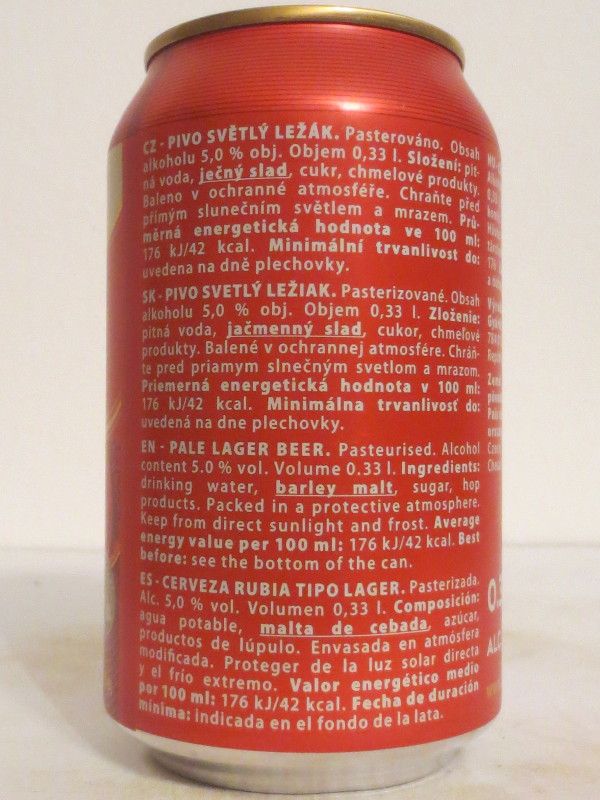 CZ - PIVO SVĚTLÝ LEŽÁK. Pasterováno. Obsah
alkoholu 5,0 % obj. Objem 0,33 l. Složení: pit-
ná voda, ječný slad, cukr, chmelové produkty.
Baleno v ochranné atmosféře. Chraňte před
přímým slunečním světlem a mrazem. Prů-
měrná energetická hodnota ve 100 ml:
176 kJ/42 kcal. Minimální trvanlivost do:
uvedena na dně plechovky.
SK - PIVO SVETLÝ LEŽIAK. Pasterizované. Obsah
alkoholu 5,0 % obj. Objem 0,33 l. Zloženie:
pitná voda, jačmenný slad, cukor, chmeľové
produkty. Balené v ochrannej atmosfére. Chráň-
te pred priamym slnečným svetlom a mrazom.
Priemerná energetická hodnota v 100 ml:
176 kJ/42 kcal. Minimálna trvanlivosť do:
uvedená na dne plechovky.
EN - PALE LAGER BEER. Pasteurised. Alcohol
content 5.0 % vol. Volume 0.33 l. Ingredients:
drinking water, barley malt, sugar, hop
products. Packed in a protective atmosphere.
Keep from direct sunlight and frost. Average
energy value per 100 ml: 176 kJ/42 kcal. Best
before: see the bottom of the can.
ES - CERVEZA RUBIA TIPO LAGER. Pasterizada.
Alc. 5,0 % vol. Volumen 0,33 l. Composición:
agua potable, malta de cebada, azúcar,
productos de lúpulo. Envasada en atmósfera
modificada. Proteger de la luz solar directa
y el frío extremo. Valor energético medio
por 100 ml: 176 kJ/42 kcal. Fecha de duración
mínima: indicada en el fondo de la lata.